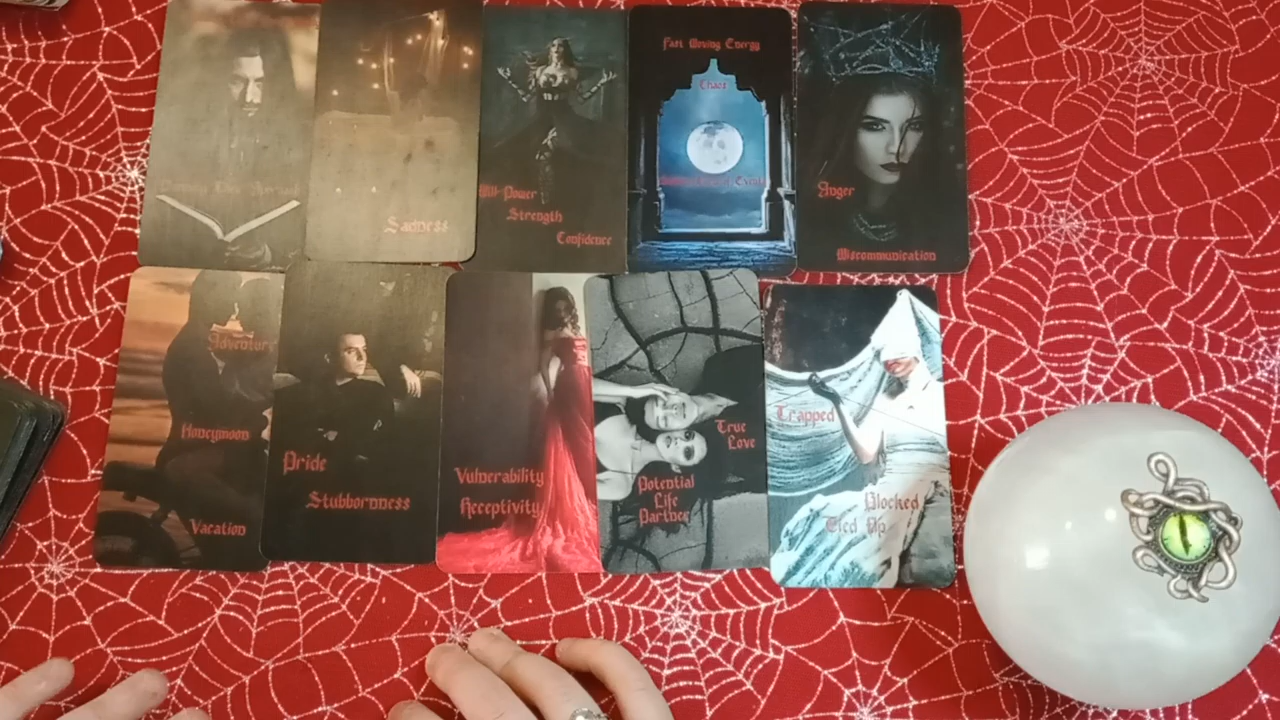 Sadness
Will Power
Strength
Confidence
Fast Moving Energy
Chaos
Anger
Miscommunication
Adventure
Honeymoon
Vacation
Pride
Stubbornness
Vulnerability
Receptivity
True
Love
Potential
Life
Partner
Trapped
Blocked
Tied Up